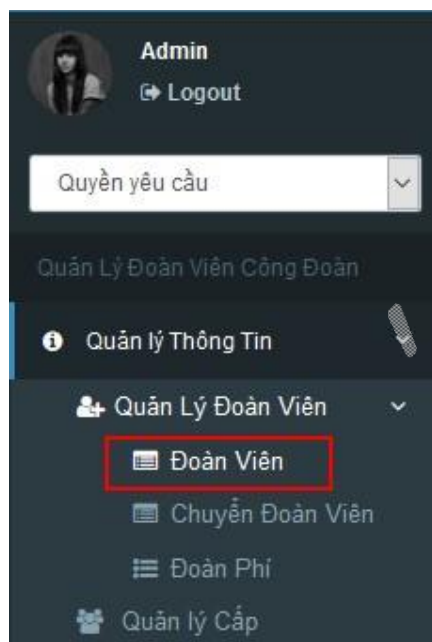 Admin
Logout
Quyền yêu cầu
Quản Lý Đoàn Viên Công Đoàn
Quản lý Thông Tin
Quản Lý Đoàn Viên
Đoàn Viên
Chuyển Đoàn Viên
Đoàn Phí
Quản lý Cấp